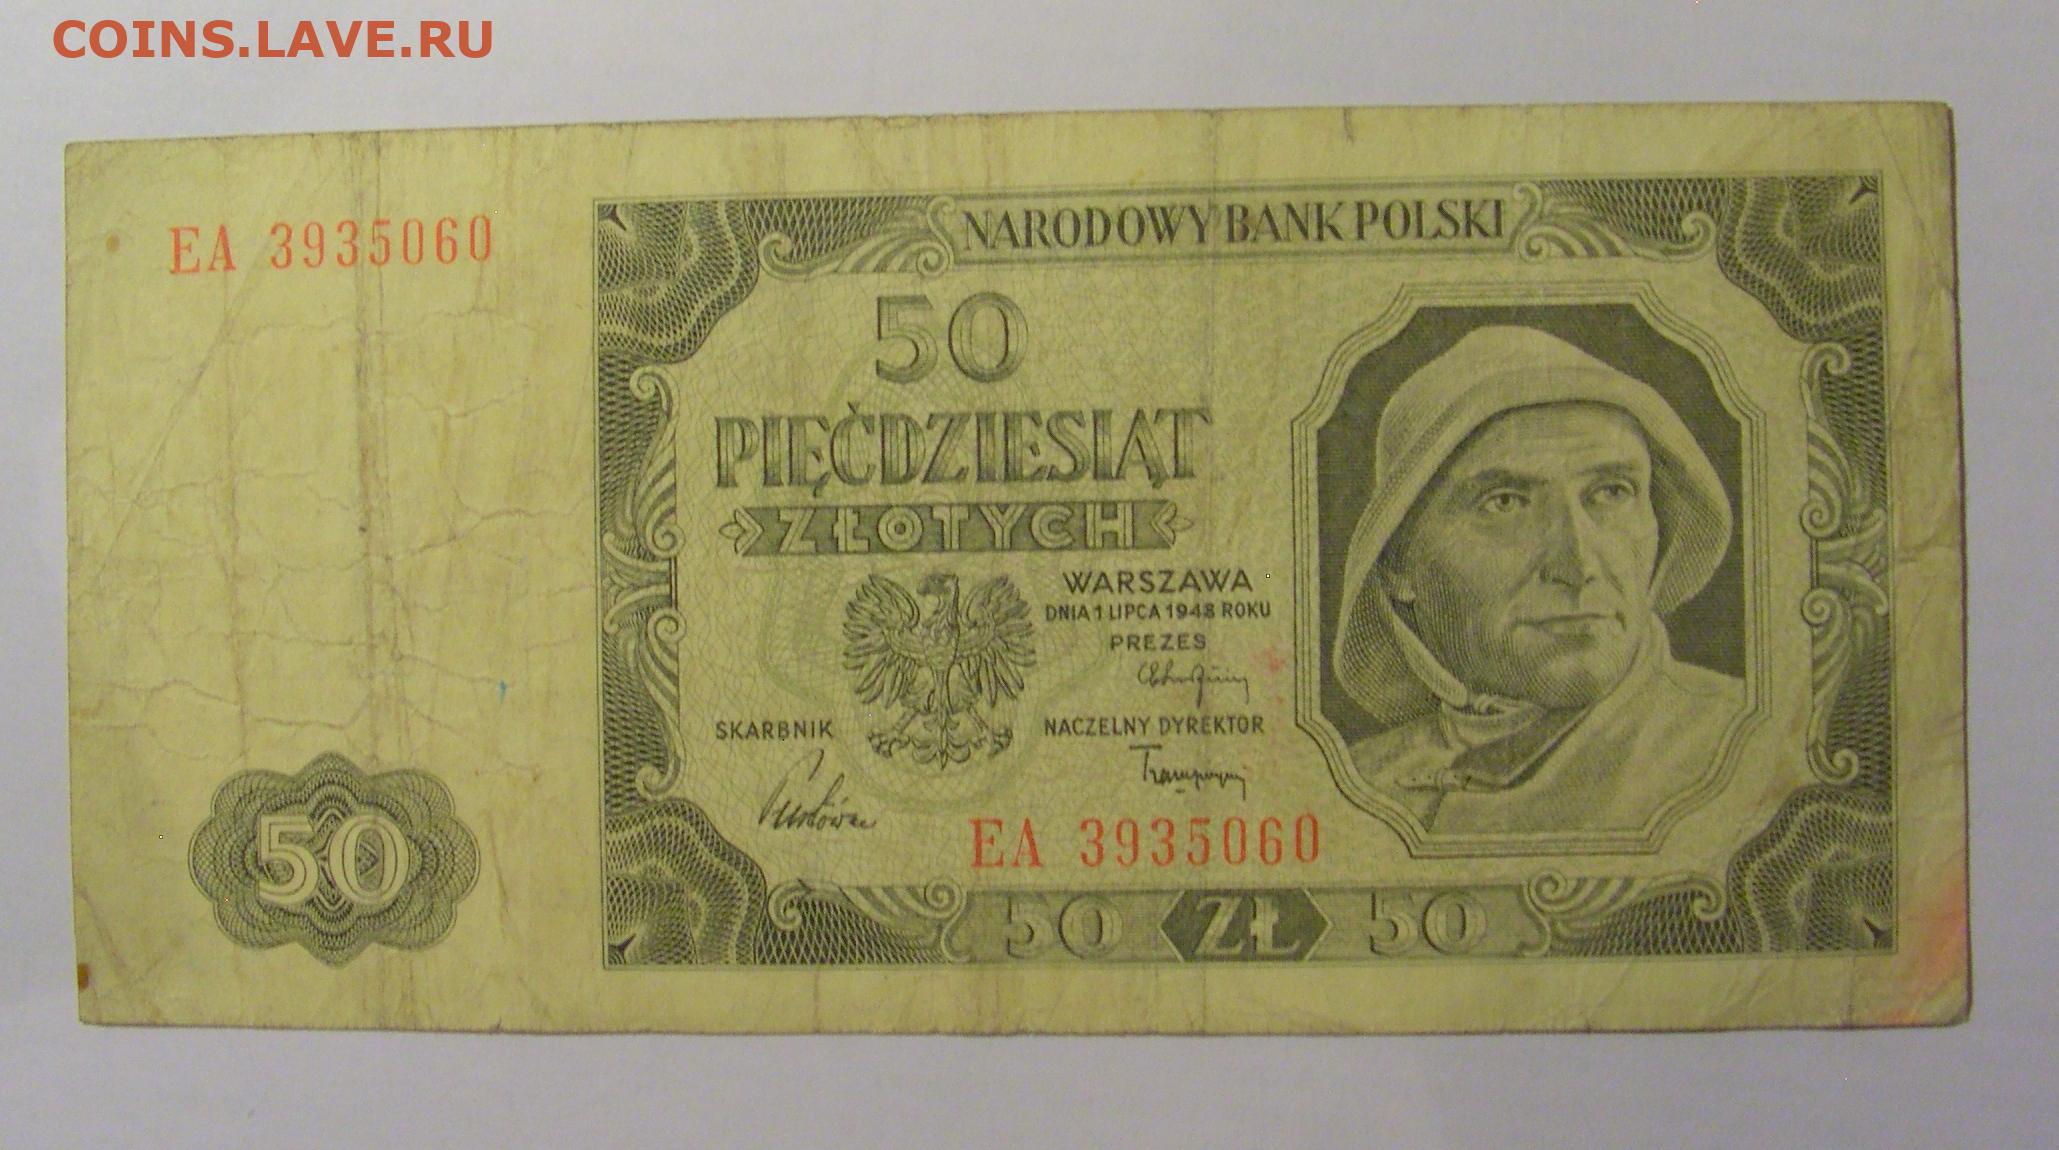 COINS.LAVE.RU
EA 3935060
NARODOWY BANK POLSKI
50
PIĘĆDZIESIĄT
ZŁOTYCH
WARSZAWA
DNIA 1 LIPCA 1948 ROKU
PREZES
SKARBNIK
NACZELNY DYREKTOR
EA 3935060
50
50 ZŁ 50